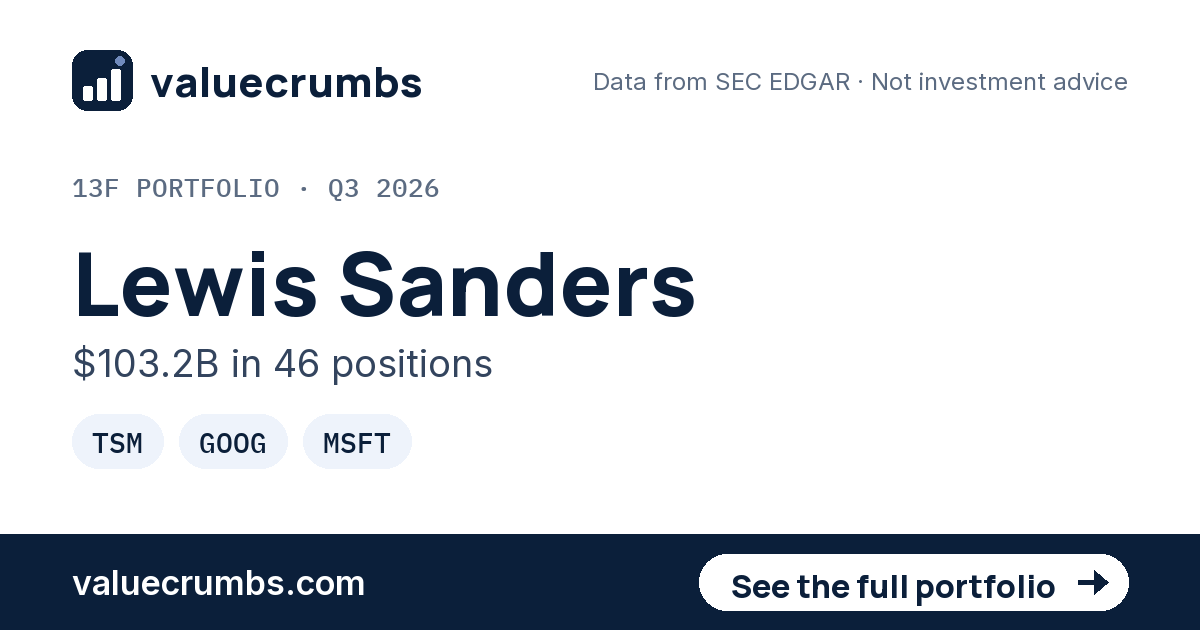 valuecrumbs
Data from SEC EDGAR · Not investment advice
13F PORTFOLIO · Q3 2026
Lewis Sanders
$103.2B in 46 positions
TSM GOOG MSFT
valuecrumbs.com
See the full portfolio →